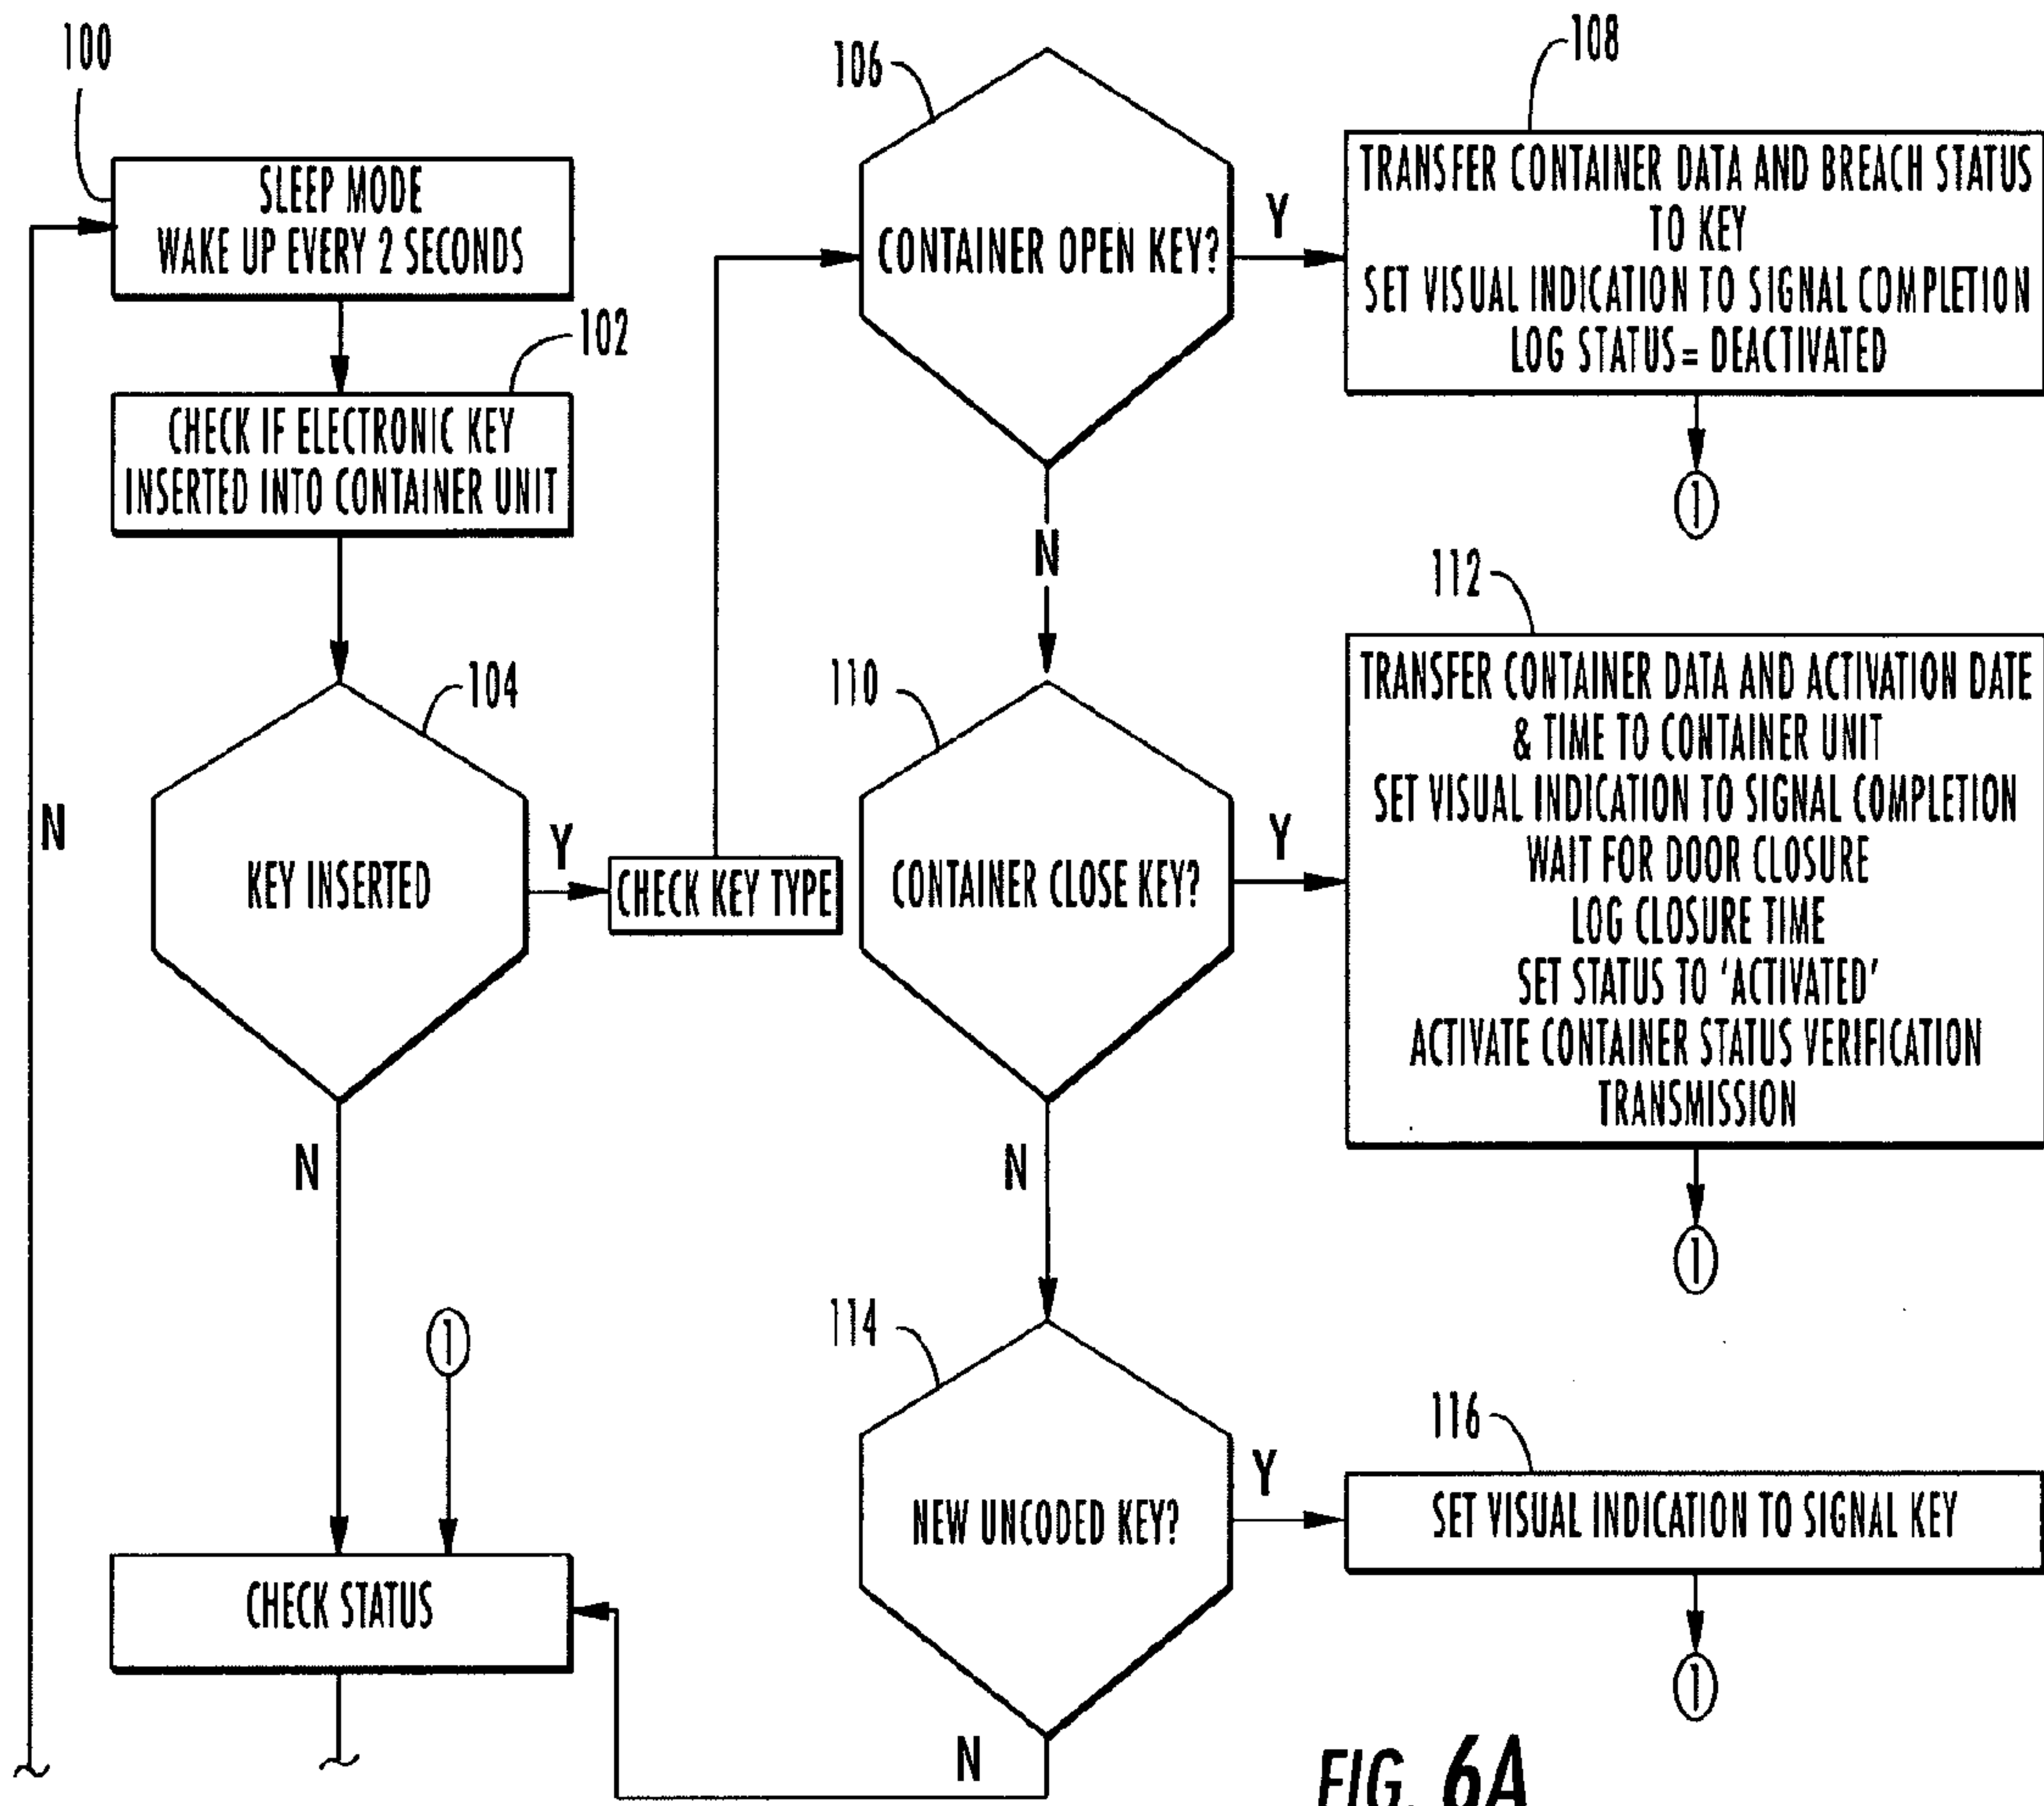 100
SLEEP MODE
WAKE UP EVERY 2 SECONDS
102
CHECK IF ELECTRONIC KEY
INSERTED INTO CONTAINER UNIT
104
KEY INSERTED
Y
N
N
CHECK KEY TYPE
1
CHECK STATUS
106
CONTAINER OPEN KEY?
Y
N
108
TRANSFER CONTAINER DATA AND BREACH STATUS
TO KEY
SET VISUAL INDICATION TO SIGNAL COMPLETION
LOG STATUS = DEACTIVATED
1
110
CONTAINER CLOSE KEY?
Y
N
112
TRANSFER CONTAINER DATA AND ACTIVATION DATE
& TIME TO CONTAINER UNIT
SET VISUAL INDICATION TO SIGNAL COMPLETION
WAIT FOR DOOR CLOSURE
LOG CLOSURE TIME
SET STATUS TO 'ACTIVATED'
ACTIVATE CONTAINER STATUS VERIFICATION
TRANSMISSION
1
114
NEW UNCODED KEY?
Y
N
116
SET VISUAL INDICATION TO SIGNAL KEY
1
FIG. 6A